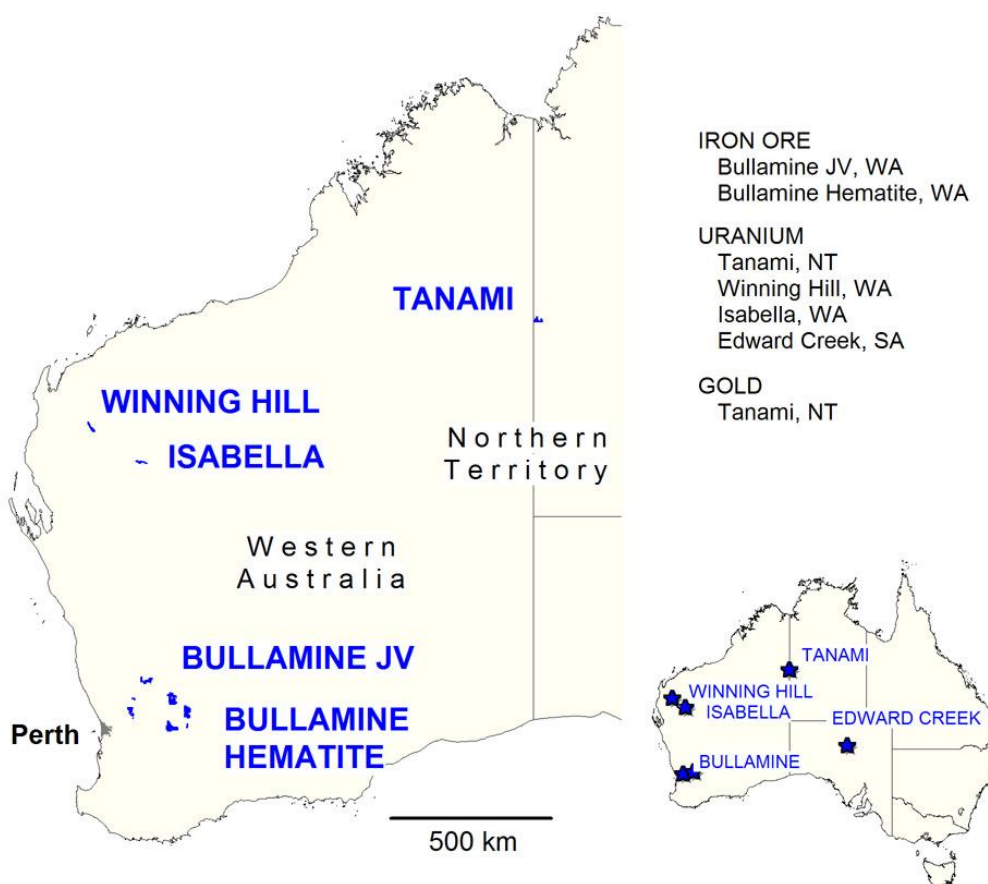 TANAMI
WINNING HILL
ISABELLA
Northern
Territory
Western
Australia
BULLAMINE JV
BULLAMINE
HEMATITE
Perth
500 km
IRON ORE
Bullamine JV, WA
Bullamine Hematite, WA
URANIUM
Tanami, NT
Winning Hill, WA
Isabella, WA
Edward Creek, SA
GOLD
Tanami, NT
TANAMI
WINNING HILL
ISABELLA
EDWARD CREEK
BULLAMINE